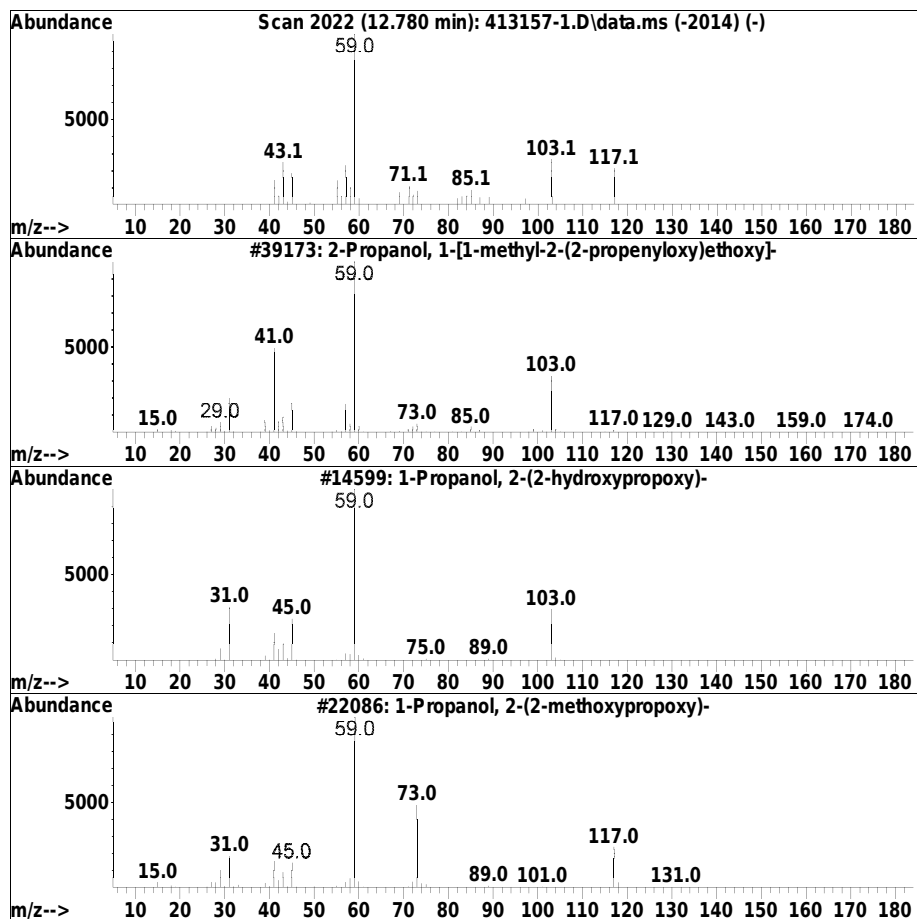 Abundance Scan 2022 (12.780 min): 413157-1.D\data.ms (-2014) (-)
59.0
5000
43.1 71.1 85.1 103.1 117.1
m/z--> 10 20 30 40 50 60 70 80 90 100 110 120 130 140 150 160 170 180
Abundance #39173: 2-Propanol, 1-[1-methyl-2-(2-propenyloxy)ethoxy]-
59.0
5000 41.0
103.0
15.0 29.0 73.0 85.0 117.0 129.0 143.0 159.0 174.0
m/z--> 10 20 30 40 50 60 70 80 90 100 110 120 130 140 150 160 170 180
Abundance #14599: 1-Propanol, 2-(2-hydroxypropoxy)-
59.0
5000
31.0 45.0 103.0
75.0 89.0
m/z--> 10 20 30 40 50 60 70 80 90 100 110 120 130 140 150 160 170 180
Abundance #22086: 1-Propanol, 2-(2-methoxypropoxy)-
59.0
5000 73.0
31.0 45.0 117.0
15.0 89.0 101.0 131.0
m/z--> 10 20 30 40 50 60 70 80 90 100 110 120 130 140 150 160 170 180